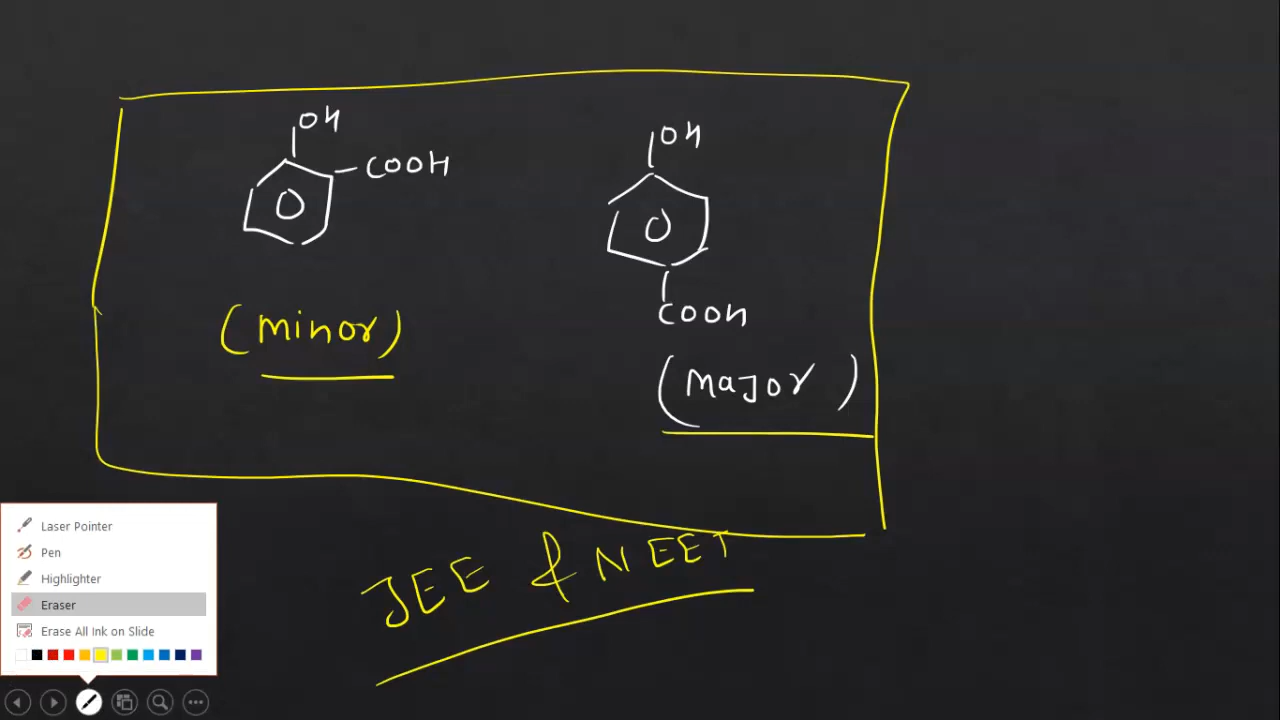 OH
COOH
O
(minor)
OH
O
COOH
(Major)
JEE & NEET
Laser Pointer
Pen
Highlighter
Eraser
Erase All Ink on Slide